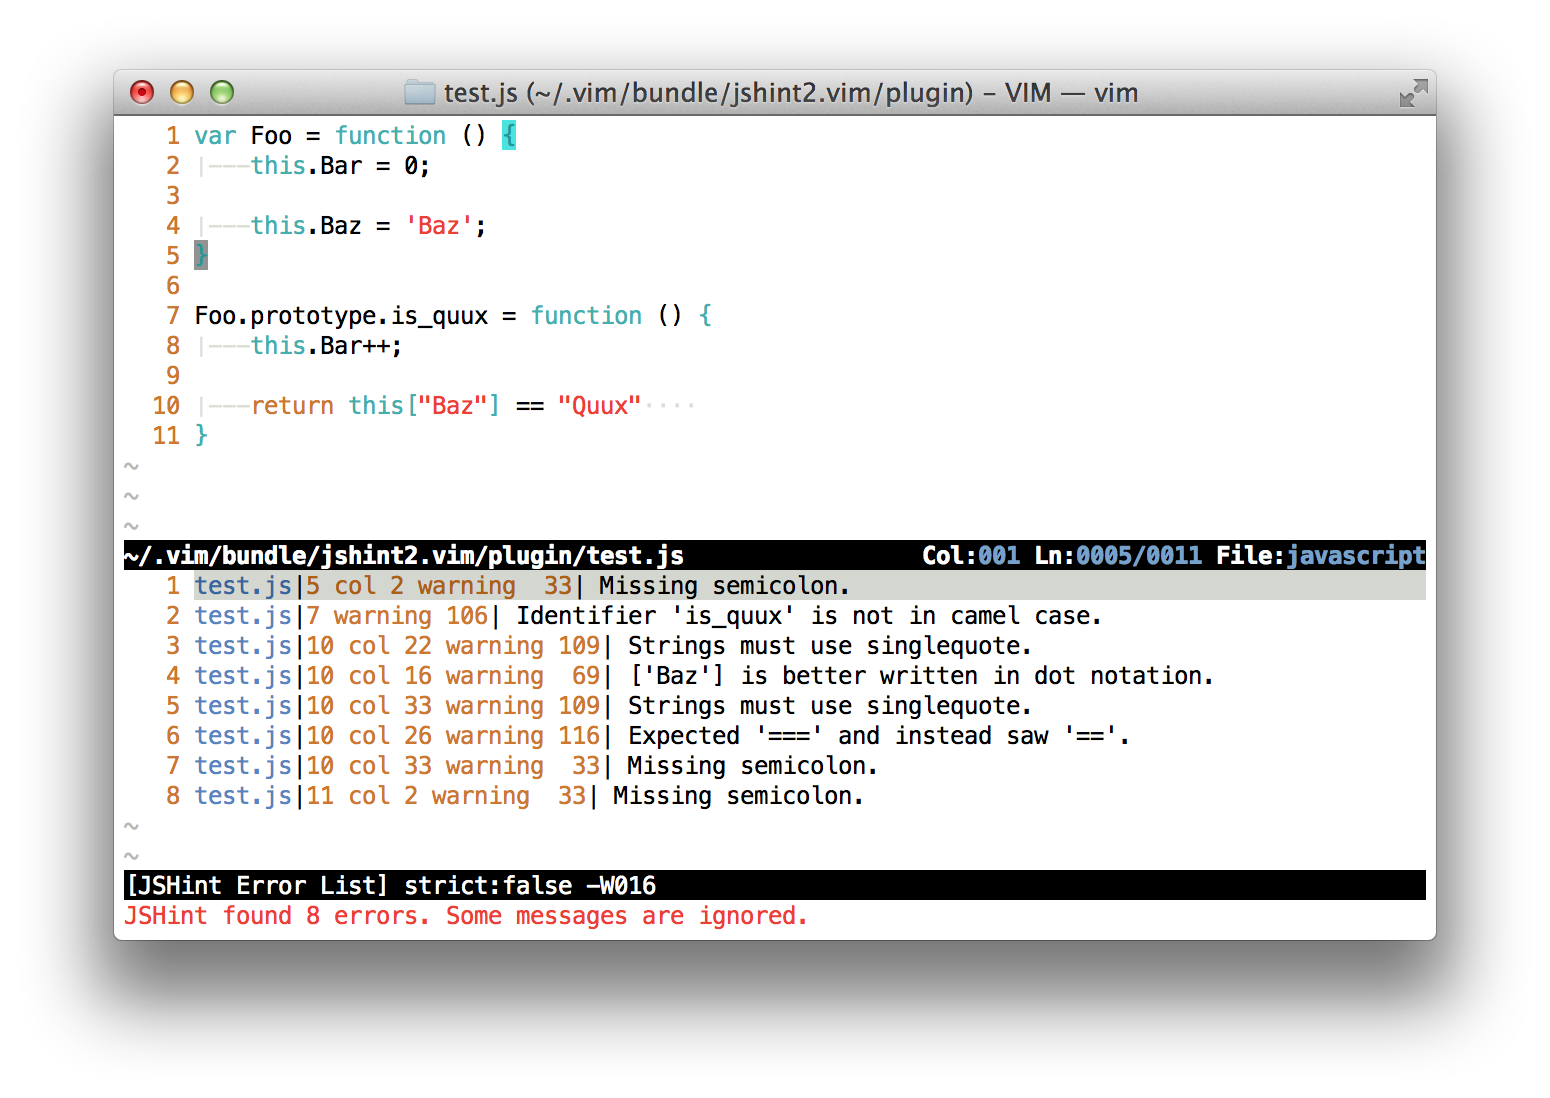 test.js (~/.vim/bundle/jshint2.vim/plugin) – VIM — vim
1 var Foo = function () {
2 |———this.Bar = 0;
3
4 |———this.Baz = 'Baz';
5 }
6
7 Foo.prototype.is_quux = function () {
8 |———this.Bar++;
9
10 |———return this["Baz"] == "Quux"····
11 }
~
~
~
~/.vim/bundle/jshint2.vim/plugin/test.js Col:001 Ln:0005/0011 File:javascript
1 test.js|5 col 2 warning  33| Missing semicolon.
2 test.js|7 warning 106| Identifier 'is_quux' is not in camel case.
3 test.js|10 col 22 warning 109| Strings must use singlequote.
4 test.js|10 col 16 warning  69| ['Baz'] is better written in dot notation.
5 test.js|10 col 33 warning 109| Strings must use singlequote.
6 test.js|10 col 26 warning 116| Expected '===' and instead saw '=='.
7 test.js|10 col 33 warning  33| Missing semicolon.
8 test.js|11 col 2 warning  33| Missing semicolon.
~
~
[JSHint Error List] strict:false -W016
JSHint found 8 errors. Some messages are ignored.